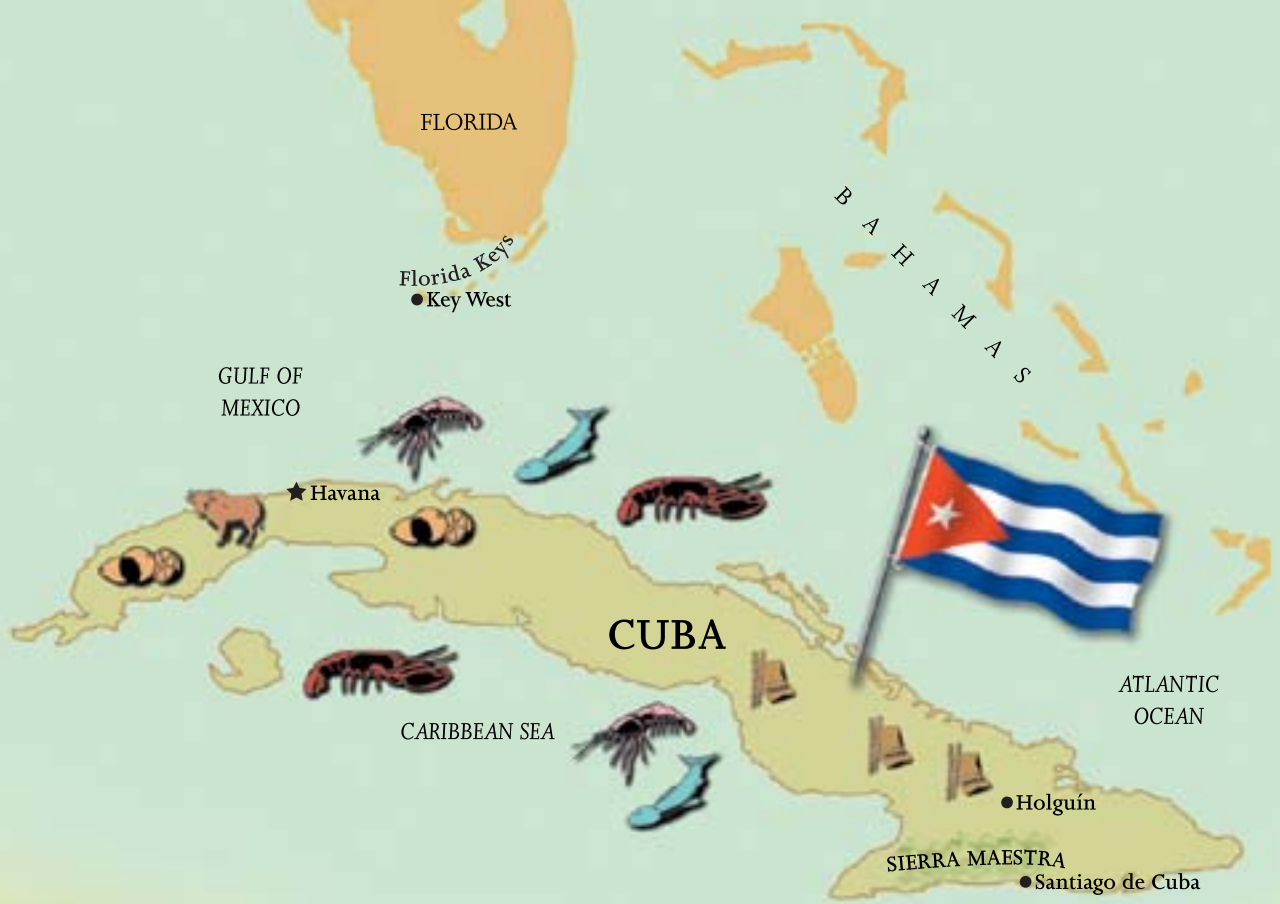 FLORIDA
BAHAMAS
Florida Keys
Key West
GULF OF
MEXICO
Havana
CUBA
ATLANTIC
OCEAN
CARIBBEAN SEA
Holguín
SIERRA MAESTRA
Santiago de Cuba